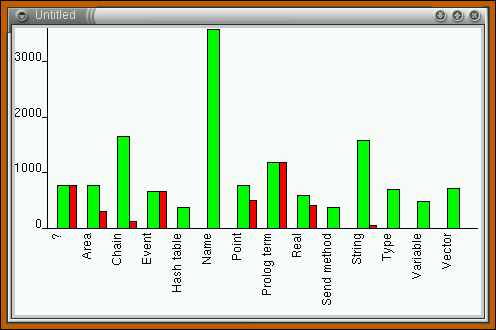 Untitled
3000
2000
1000
0
?
Area
Chain
Event
Hash table
Name
Point
Prolog term
Real
Send method
String
Type
Variable
Vector